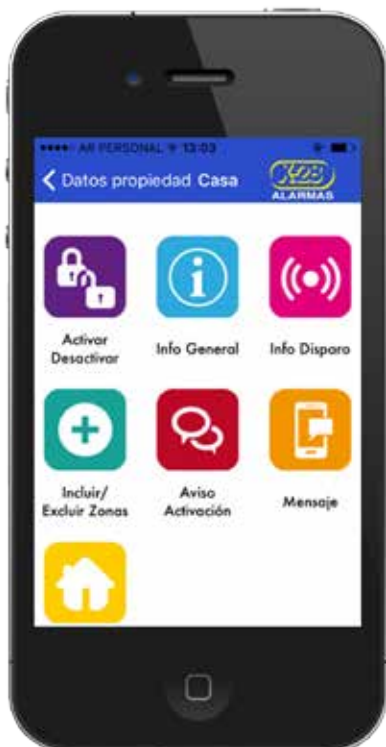 AR PERSONAL 13:03
Datos propiedad Casa
X-28
ALARMAS
Activar
Desactivar
Info General
Info Disparo
Incluir/
Excluir Zonas
Aviso
Activación
Mensaje